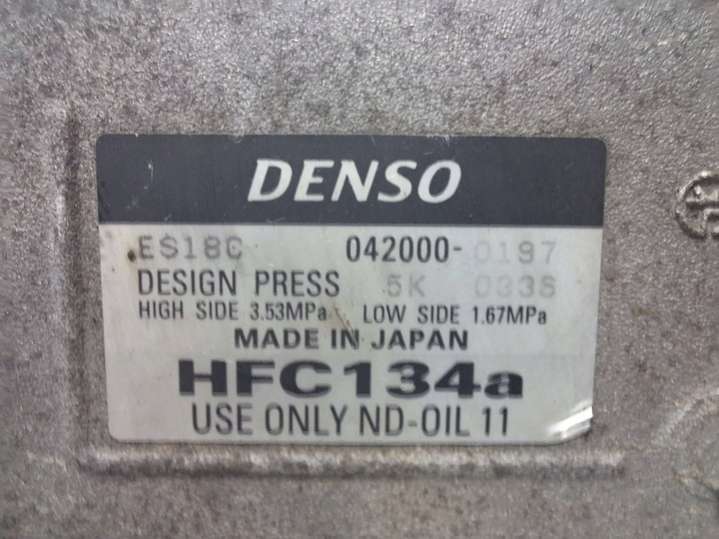 DENSO
ES18C 042000-0197
DESIGN PRESS 5K 0336
HIGH SIDE 3.53MPa LOW SIDE 1.67MPa
MADE IN JAPAN
HFC134a
USE ONLY ND-OIL 11